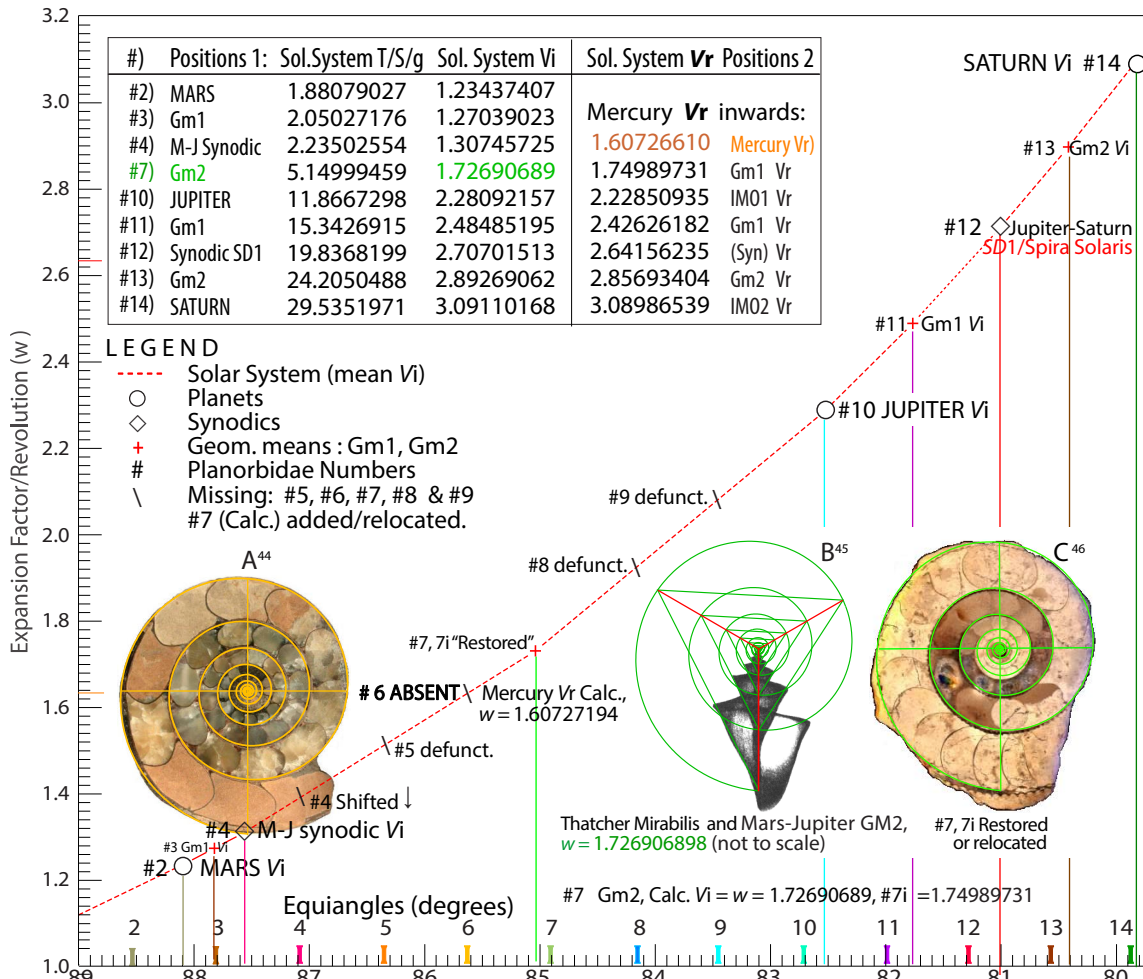 3.2
3.0
2.8
2.6
2.4
2.2
2.0
1.8
1.6
1.4
1.2
1.0
Expansion Factor/Revolution (w)
#) Positions 1: Sol.System T/S/g Sol. System Vi Sol. System Vr Positions 2
#2) MARS 1.88079027 1.23437407
#3) Gm1 2.05027176 1.27039023 Mercury Vr inwards:
#4) M-J Synodic 2.23502554 1.30745725 1.60726610 Mercury Vr)
#7) Gm2 5.14999459 1.72690689 1.74989731 Gm1 Vr
#10) JUPITER 11.8667298 2.28092157 2.22850935 IMO1 Vr
#11) Gm1 15.3426915 2.48485195 2.42626182 Gm1 Vr
#12) Synodic SD1 19.8368199 2.70701513 2.64156235 (Syn) Vr
#13) Gm2 24.2050488 2.89269062 2.85693404 Gm2 Vr
#14) SATURN 29.5351971 3.09110168 3.08986539 IMO2 Vr
SATURN Vi #14
#13 Gm2 Vi
#12 Jupiter-Saturn
SD1/Spira Solaris
#11 Gm1 Vi
#10 JUPITER Vi
LEGEND
Solar System (mean Vi)
Planets
Synodics
+ Geom. means : Gm1, Gm2
# Planorbidae Numbers
\ Missing: #5, #6, #7, #8 & #9
#7 (Calc.) added/relocated.
#9 defunct.
#8 defunct.
#7, 7i "Restored"
# 6 ABSENT
Mercury Vr Calc.,
w = 1.60727194
#5 defunct.
#4 Shifted ↓
#4 M-J synodic Vi
#3 Gm1 Vi
#2 MARS Vi
A44
B45
C46
Thatcher Mirabilis and Mars-Jupiter GM2,
w = 1.726906898 (not to scale)
#7, 7i Restored
or relocated
#7 Gm2, Calc. Vi = w = 1.72690689, #7i =1.74989731
Equiangles (degrees)
2 3 4 5 6 7 8 9 10 11 12 13 14
89 88 87 86 85 84 83 82 81 80